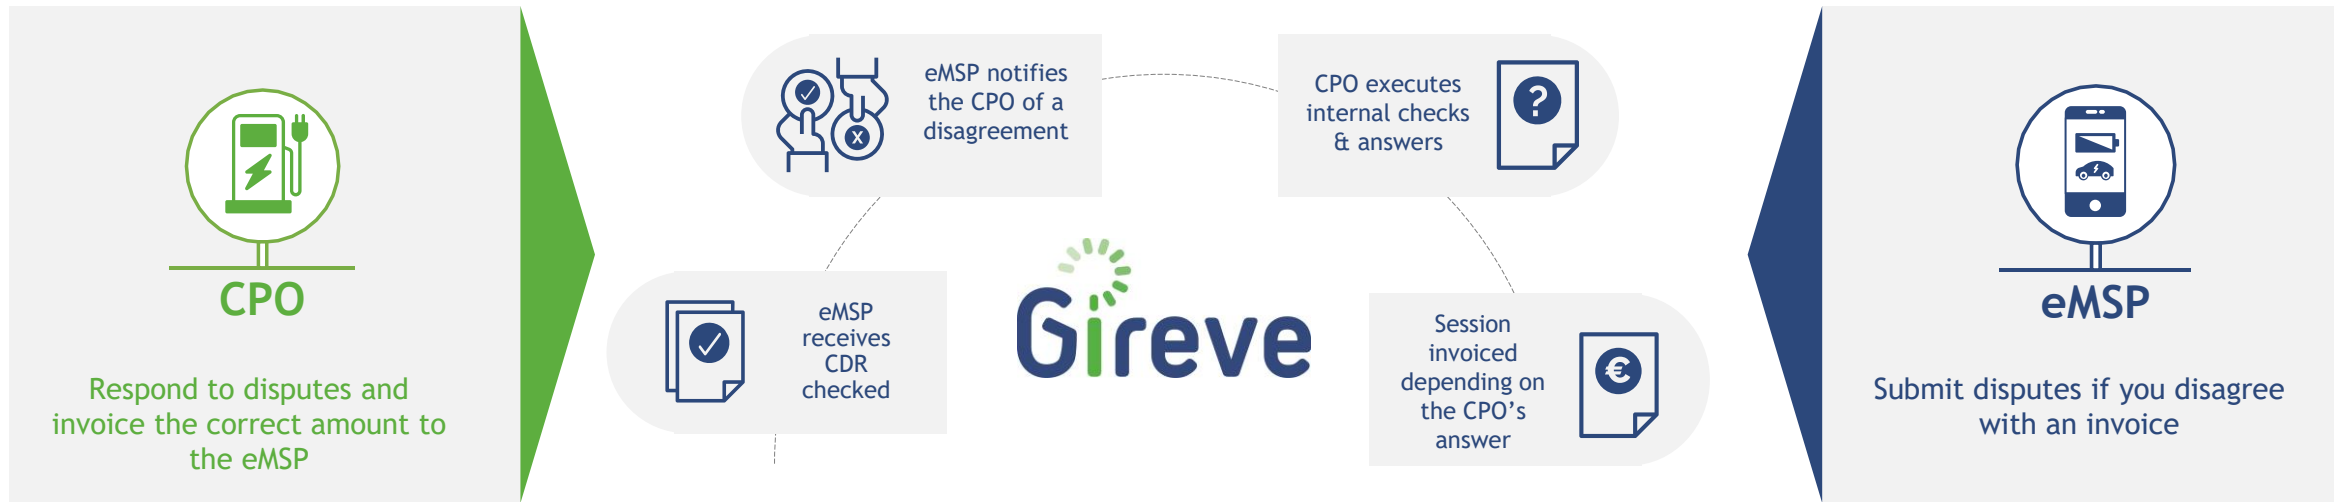 CPO
Respond to disputes and
invoice the correct amount to
the eMSP
eMSP
receives
CDR
checked
eMSP notifies
the CPO of a
disagreement
X
Gireve
CPO executes
internal checks
& answers
?
Session
invoiced
depending on
the CPO’s
answer
€
eMSP
Submit disputes if you disagree
with an invoice